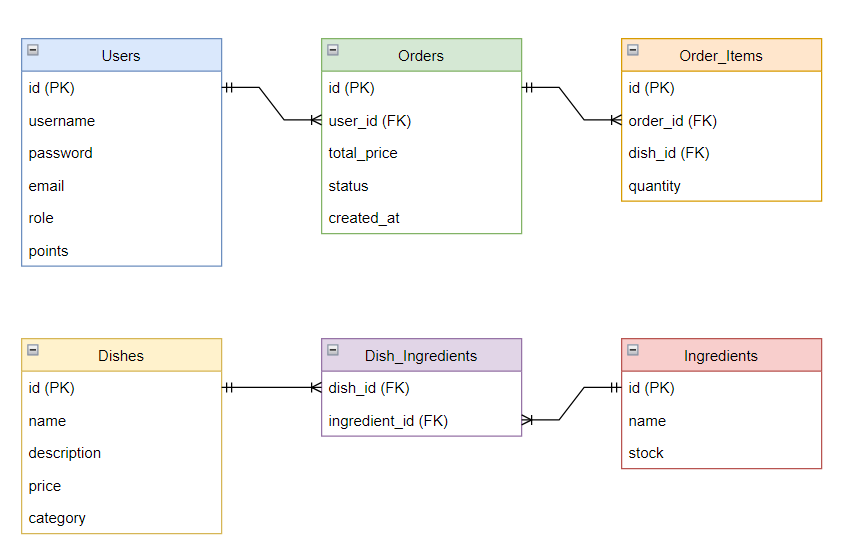 Users
id (PK)
username
password
email
role
points
Orders
id (PK)
user_id (FK)
total_price
status
created_at
Order_Items
id (PK)
order_id (FK)
dish_id (FK)
quantity
Dishes
id (PK)
name
description
price
category
Dish_Ingredients
dish_id (FK)
ingredient_id (FK)
Ingredients
id (PK)
name
stock